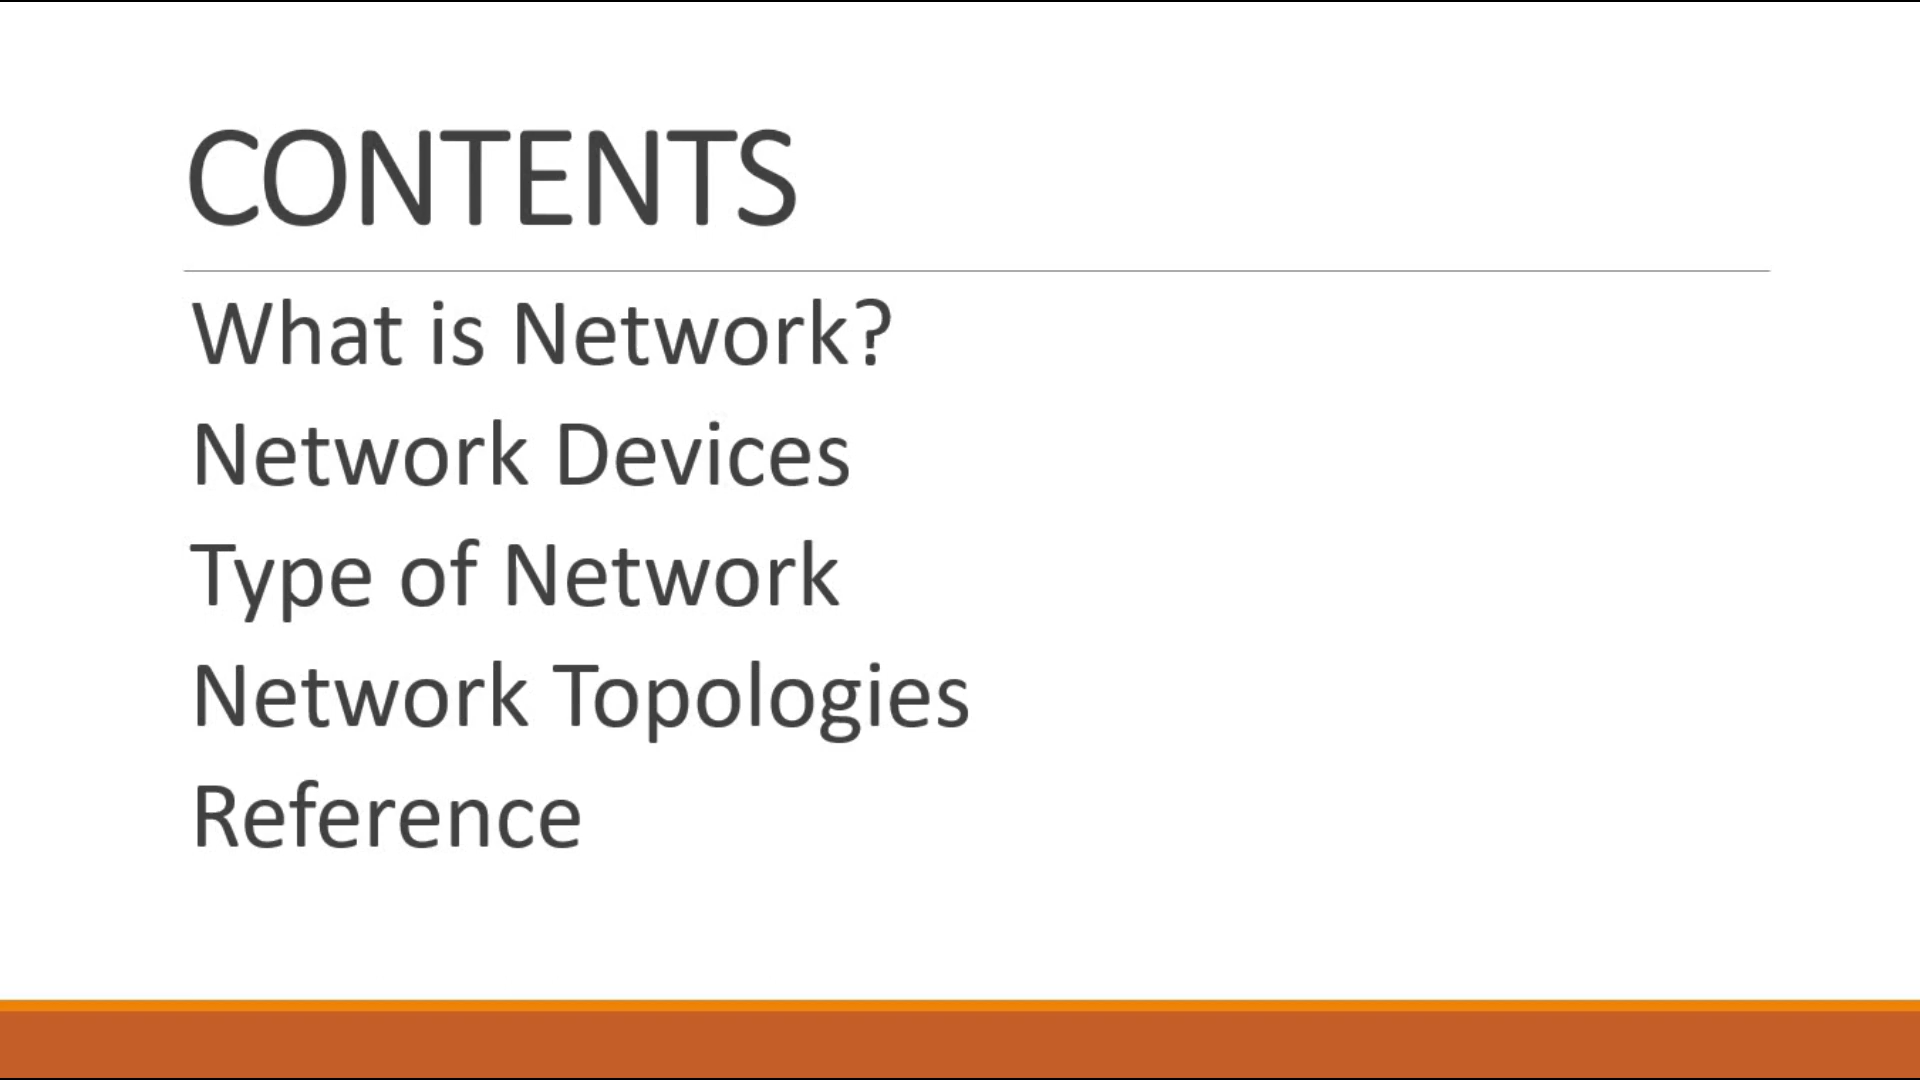 CONTENTS
What is Network?
Network Devices
Type of Network
Network Topologies
Reference